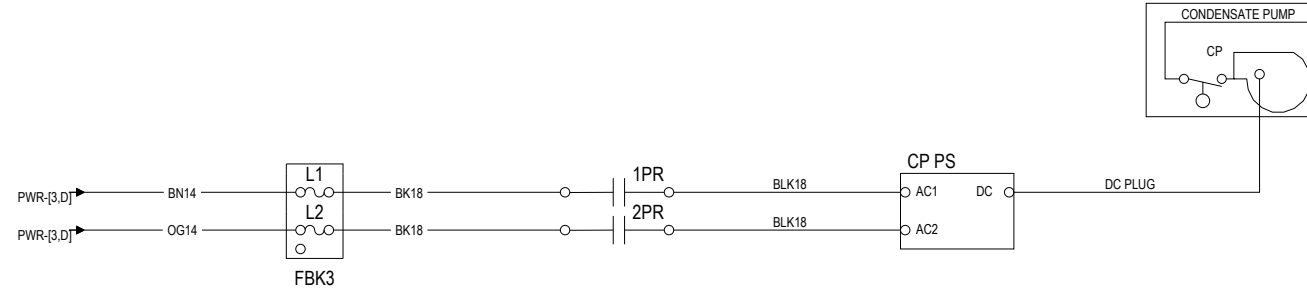 CONDENSATE PUMP
CP
L1
1PR
CP PS
PWR-[3,D]
BN14
BK18
BLK18
AC1
DC
DC PLUG
L2
2PR
PWR-[3,D]
OG14
BK18
BLK18
AC2
FBK3